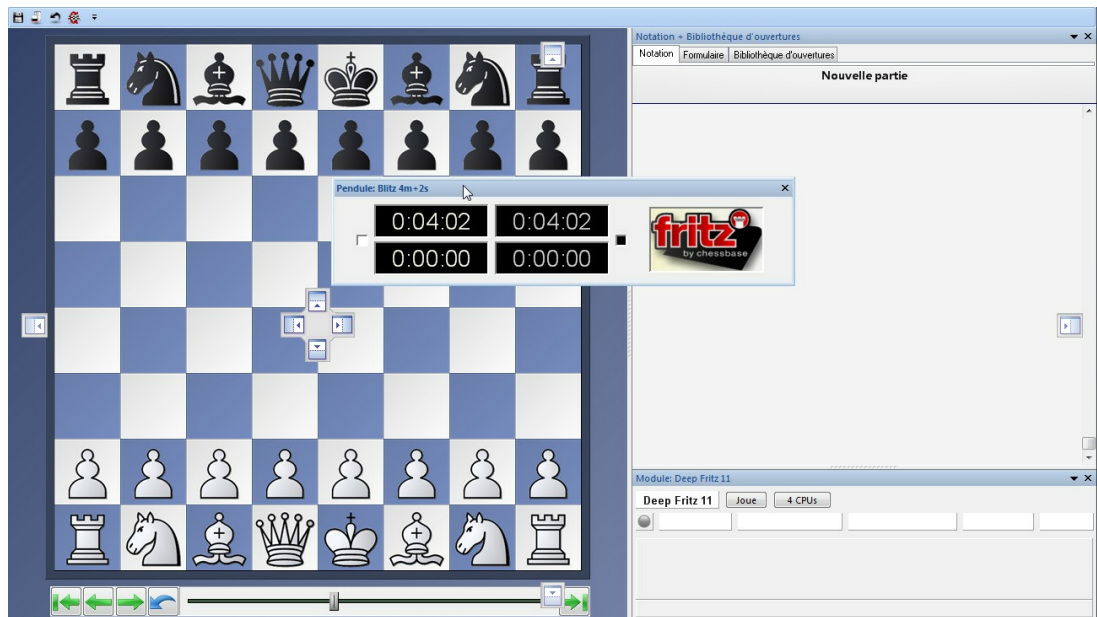 Notation + Bibliothèque d'ouvertures
Notation Formulaire Bibliothèque d'ouvertures
Nouvelle partie
Pendule: Blitz 4m+2s
0:04:02 0:04:02
0:00:00 0:00:00
fritz
by chessbase
Module: Deep Fritz 11
Deep Fritz 11 Joue 4 CPUs